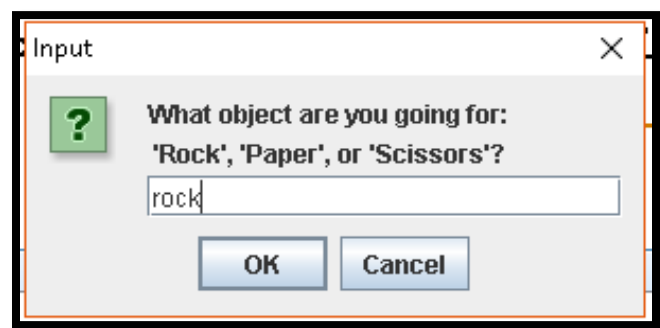 Input
?
What object are you going for:
'Rock', 'Paper', or 'Scissors'?
rock
OK
Cancel